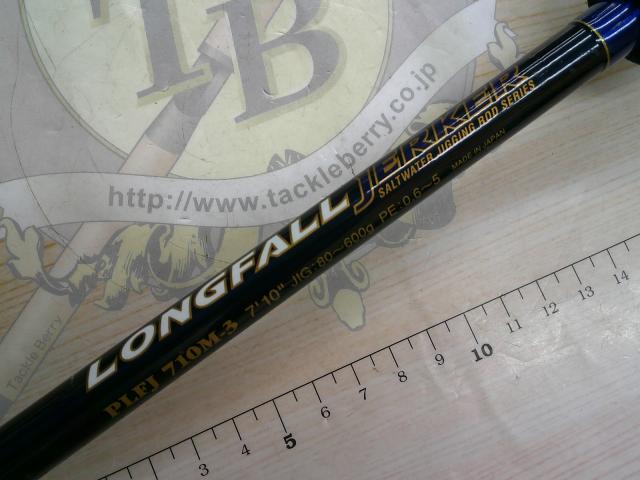 TB
http://www.tackleberry.co.jp
Tackle Berry
LONGFALL JERKER
SALTWATER JIGGING ROD SERIES
PLFJ 710M-3 7'10" JIG:80~600g PE:0.6~5 MADE IN JAPAN
3 4 5 6 7 8 9 10 11 12 13 14